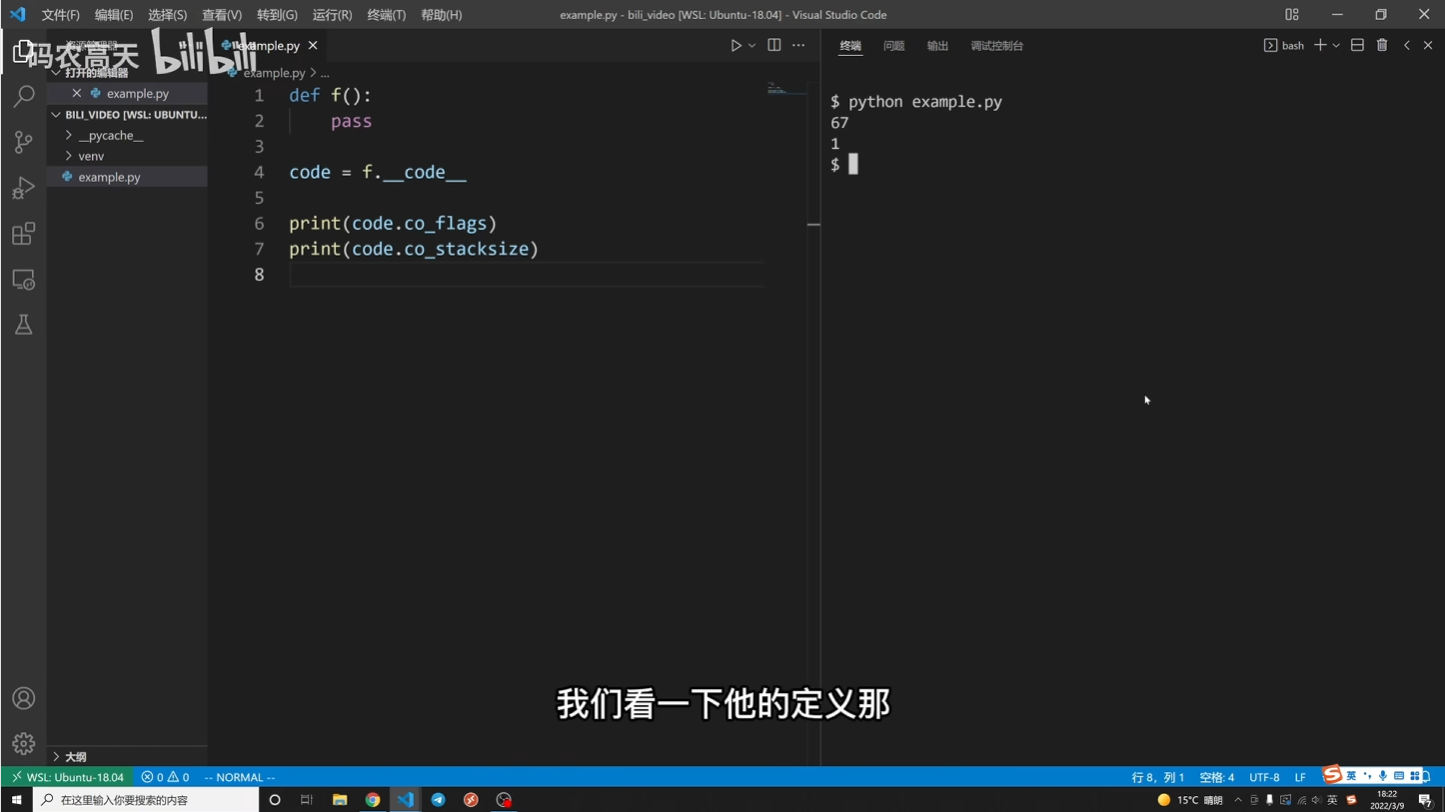 文件(F) 编辑(E) 选择(S) 查看(V) 转到(G) 运行(R) 终端(T) 帮助(H)
example.py - bili_video [WSL: Ubuntu-18.04] - Visual Studio Code
码农高天 bilibili
资源管理器
example.py
打开的编辑器
example.py
BILI_VIDEO [WSL: UBUNTU...
__pycache__
venv
example.py
大纲
example.py > ...
1 def f():
2 pass
3
4 code = f.__code__
5
6 print(code.co_flags)
7 print(code.co_stacksize)
8
终端 问题 输出 调试控制台
bash
$ python example.py
67
1
$
我们看一下他的定义那
WSL: Ubuntu-18.04 0 0 -- NORMAL --
行 8，列 1 空格: 4 UTF-8 LF
英
在这里输入你要搜索的内容
15°C 晴朗
英
18:22
2022/3/9